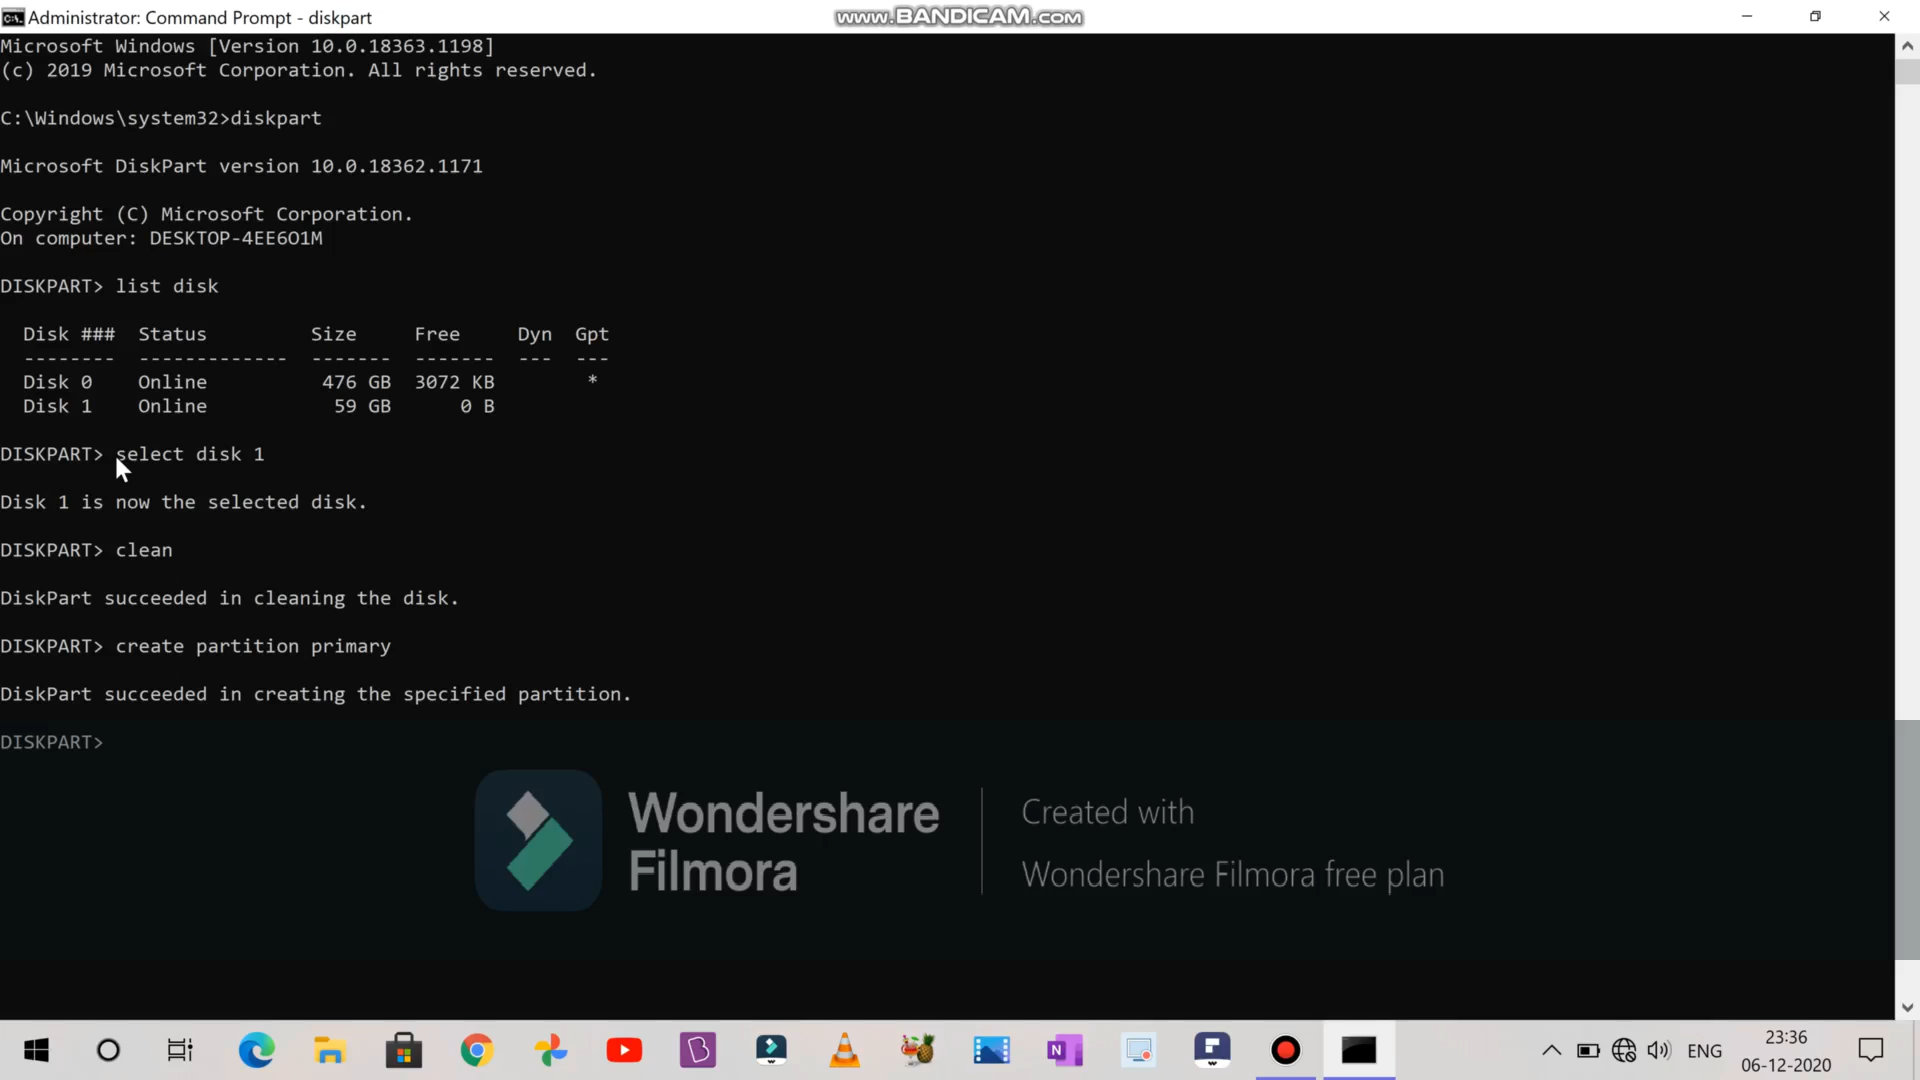 Administrator: Command Prompt - diskpart
www.BANDICAM.com
Microsoft Windows [Version 10.0.18363.1198]
(c) 2019 Microsoft Corporation. All rights reserved.
C:\Windows\system32>diskpart
Microsoft DiskPart version 10.0.18362.1171
Copyright (C) Microsoft Corporation.
On computer: DESKTOP-4EE6O1M
DISKPART> list disk
Disk ###  Status         Size     Free     Dyn  Gpt
--------  -------------  -------  -------  ---  ---
Disk 0    Online          476 GB  3072 KB        *
Disk 1    Online           59 GB      0 B
DISKPART> select disk 1
Disk 1 is now the selected disk.
DISKPART> clean
DiskPart succeeded in cleaning the disk.
DISKPART> create partition primary
DiskPart succeeded in creating the specified partition.
DISKPART>
Wondershare
Filmora
Created with
Wondershare Filmora free plan
ENG
23:36
06-12-2020